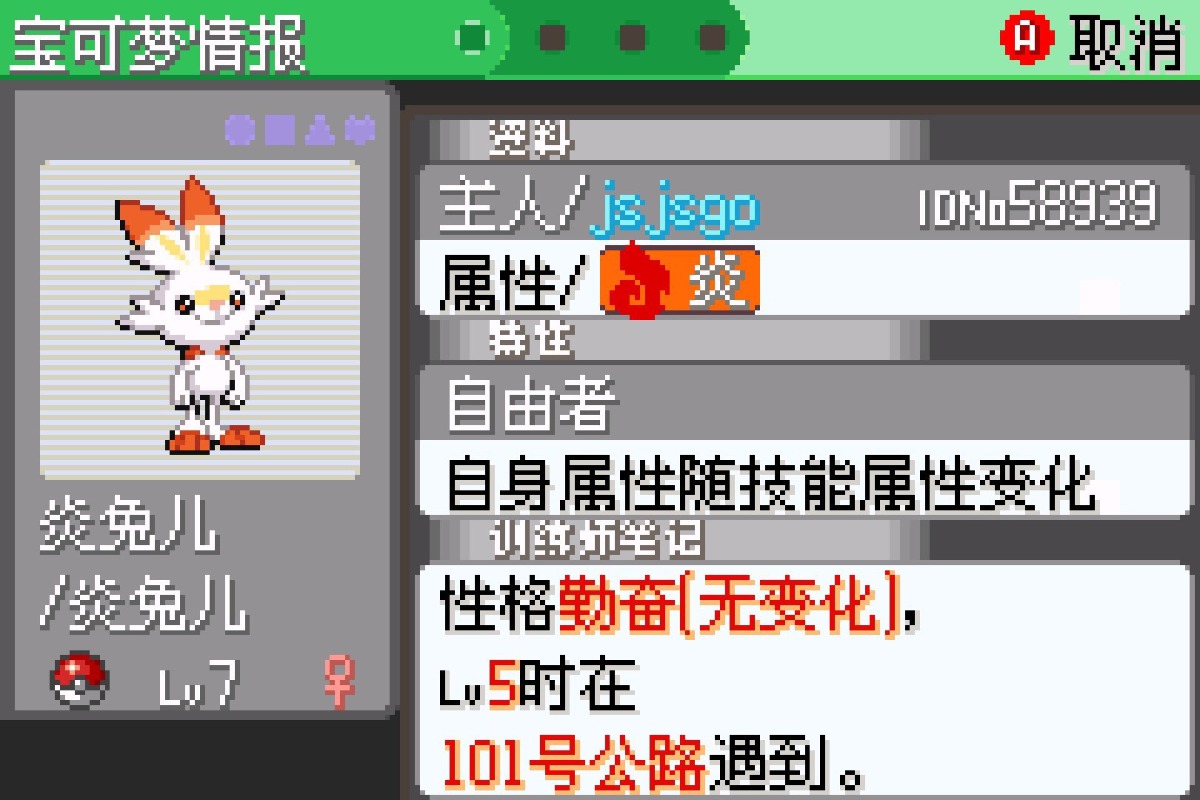 宝可梦情报
A 取消
资料
主人/jsjsgo IDNo58939
属性/炎
特性
自由者
自身属性随技能属性变化
训练师笔记
性格勤奋(无变化),
Lv5时在
101号公路遇到。
炎兔儿
/炎兔儿
Lv7 ♀